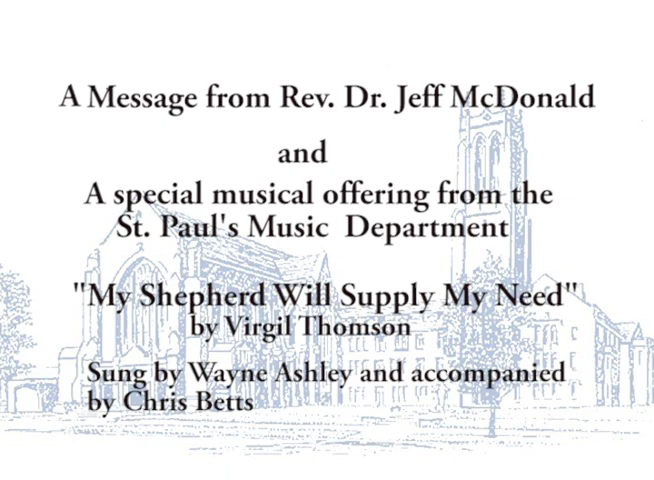 A Message from Rev. Dr. Jeff McDonald
and
A special musical offering from the
St. Paul's Music Department
"My Shepherd Will Supply My Need"
by Virgil Thomson
Sung by Wayne Ashley and accompanied
by Chris Betts